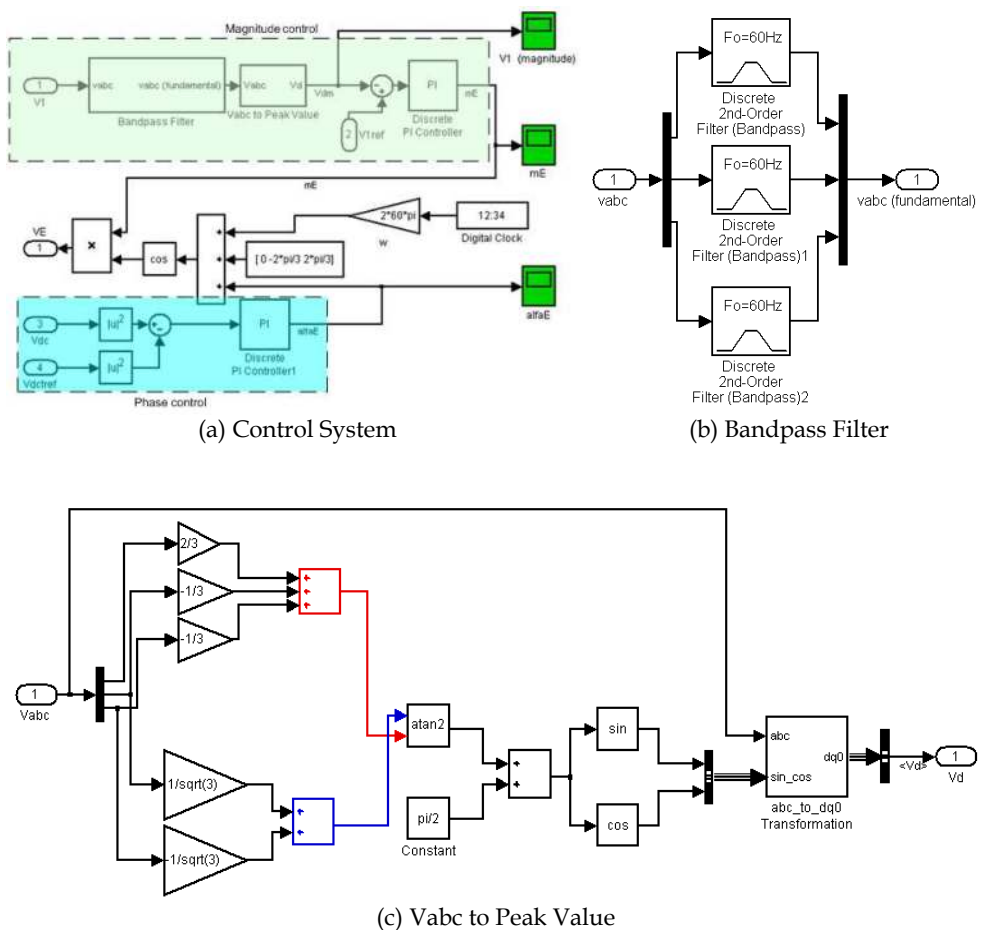 Magnitude control
1
V1
vabc
vabc (fundamental)
Bandpass Filter
Vabc
Vd
Vabc to Peak Value
Vdm
2
V1ref
PI
mE
Discrete
PI Controller
V1 (magnitude)
mE
mE
VE
1
×
cos
2*60*pi
w
12:34
Digital Clock
[ 0 -2*pi/3 2*pi/3]
3
Vdc
|u|²
4
Vdctref
|u|²
PI
alfaE
Discrete
PI Controller1
alfaE
Phase control
(a) Control System
1
vabc
Fo=60Hz
Discrete
2nd-Order
Filter (Bandpass)
Fo=60Hz
Discrete
2nd-Order
Filter (Bandpass)1
Fo=60Hz
Discrete
2nd-Order
Filter (Bandpass)2
1
vabc (fundamental)
(b) Bandpass Filter
1
Vabc
2/3
-1/3
-1/3
1/sqrt(3)
-1/sqrt(3)
atan2
pi/2
Constant
sin
cos
abc
sin_cos
dq0
abc_to_dq0
Transformation
<Vd>
1
Vd
(c) Vabc to Peak Value